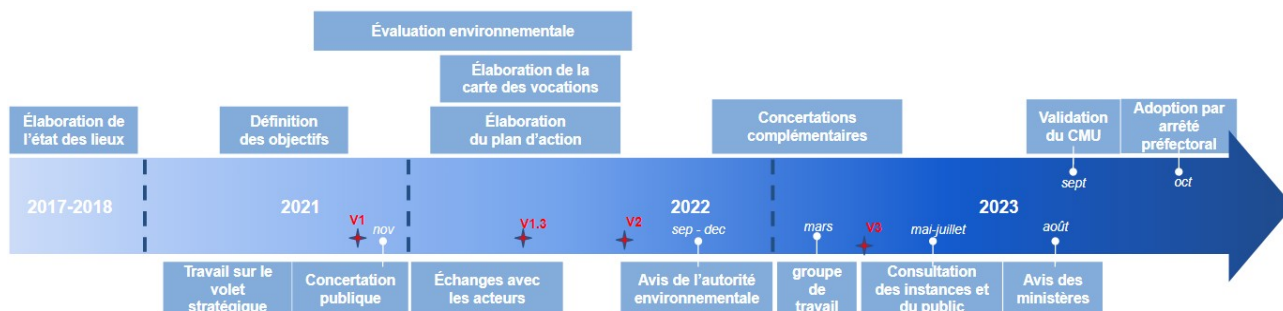 Évaluation environnementale
Élaboration de la
carte des vocations
Élaboration de
l'état des lieux
Définition
des objectifs
Élaboration
du plan d'action
Concertations
complémentaires
Validation
du CMU
Adoption par
arrêté
préfectoral
sept
oct
2017-2018
2021
2022
2023
V1
nov
V1.3
V2
sep - dec
mars
V3
mai-juillet
août
Travail sur le
volet
stratégique
Concertation
publique
Échanges avec
les acteurs
Avis de l'autorité
environnementale
groupe
de
travail
Consultation
des instances et
du public
Avis des
ministères